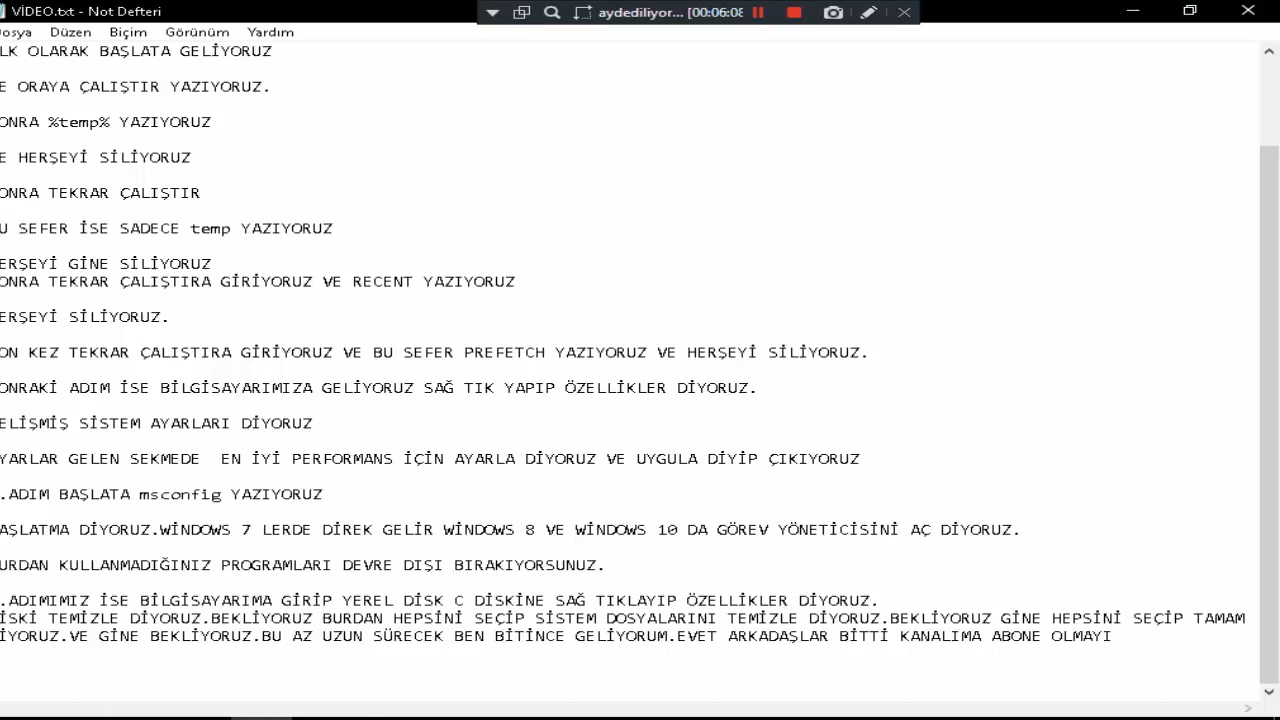 VİDEO.txt - Not Defteri
aydediliyor... [00:06:08
osya Düzen Biçim Görünüm Yardım
LK OLARAK BAŞLATA GELİYORUZ
E ORAYA ÇALIŞTIR YAZIYORUZ.
ONRA %temp% YAZIYORUZ
E HERŞEYİ SİLİYORUZ
ONRA TEKRAR ÇALIŞTIR
U SEFER İSE SADECE temp YAZIYORUZ
ERŞEYİ GİNE SİLİYORUZ
ONRA TEKRAR ÇALIŞTIRA GİRİYORUZ VE RECENT YAZIYORUZ
ERŞEYİ SİLİYORUZ.
ON KEZ TEKRAR ÇALIŞTIRA GİRİYORUZ VE BU SEFER PREFETCH YAZIYORUZ VE HERŞEYİ SİLİYORUZ.
ONRAKİ ADIM İSE BİLGİSAYARIMIZA GELİYORUZ SAĞ TIK YAPIP ÖZELLİKLER DİYORUZ.
ELİŞMİŞ SİSTEM AYARLARI DİYORUZ
YARLAR GELEN SEKMEDE  EN İYİ PERFORMANS İÇİN AYARLA DİYORUZ VE UYGULA DİYİP ÇIKIYORUZ
.ADIM BAŞLATA msconfig YAZIYORUZ
AŞLATMA DİYORUZ.WİNDOWS 7 LERDE DİREK GELİR WİNDOWS 8 VE WİNDOWS 10 DA GÖREV YÖNETİCİSİNİ AÇ DİYORUZ.
URDAN KULLANMADIĞINIZ PROGRAMLARI DEVRE DIŞI BIRAKIYORSUNUZ.
.ADIMIMIZ İSE BİLGİSAYARIMA GİRİP YEREL DİSK C DİSKİNE SAĞ TIKLAYIP ÖZELLİKLER DİYORUZ.
İSKİ TEMİZLE DİYORUZ.BEKLİYORUZ BURDAN HEPSİNİ SEÇİP SİSTEM DOSYALARINI TEMİZLE DİYORUZ.BEKLİYORUZ GİNE HEPSİNİ SEÇİP TAMAM
İYORUZ.VE GİNE BEKLİYORUZ.BU AZ UZUN SÜRECEK BEN BİTİNCE GELİYORUM.EVET ARKADAŞLAR BİTTİ KANALIMA ABONE OLMAYI